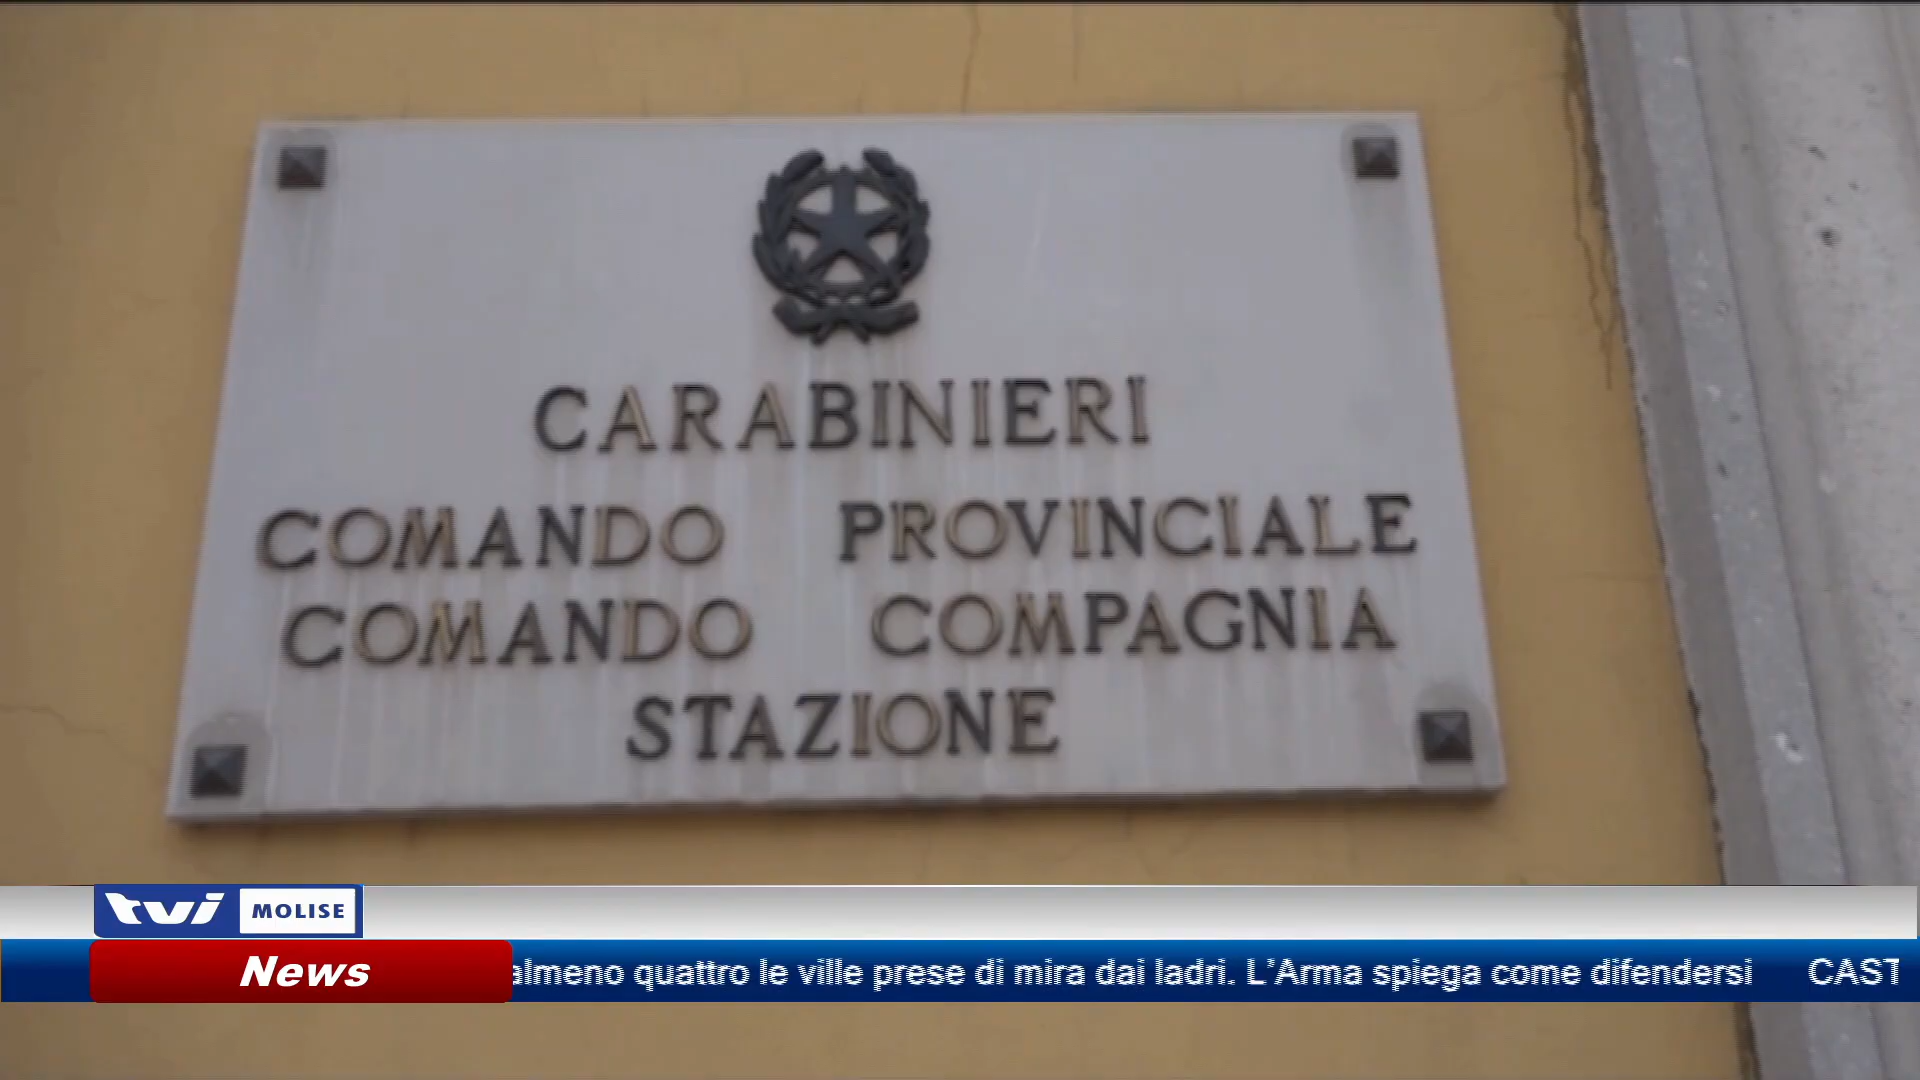 CARABINIERI
COMANDO PROVINCIALE
COMANDO COMPAGNIA
STAZIONE
tvi MOLISE
News almeno quattro le ville prese di mira dai ladri. L’Arma spiega come difendersi CAST